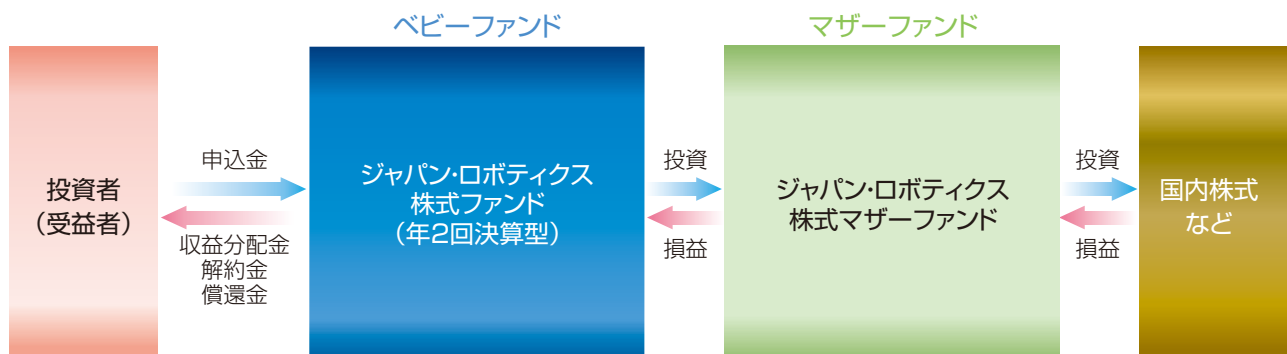 ベビーファンド
マザーファンド
投資者
（受益者）
申込金
収益分配金
解約金
償還金
ジャパン・ロボティクス
株式ファンド
（年2回決算型）
投資
損益
ジャパン・ロボティクス
株式マザーファンド
投資
損益
国内株式
など